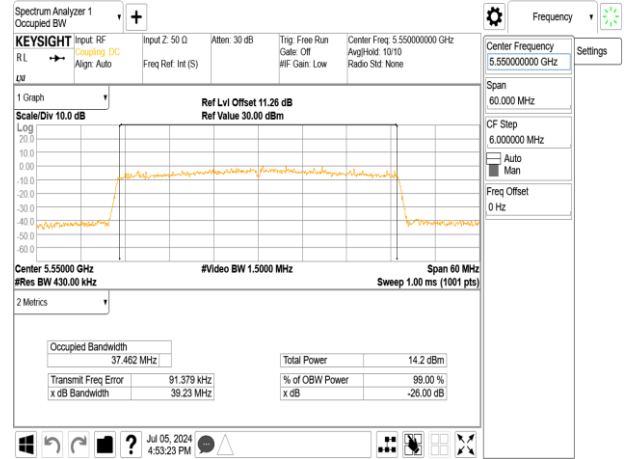 Spectrum Analyzer 1
Occupied BW
Frequency
KEYSIGHT
Input: RF
Coupling: DC
Align: Auto
Input Z: 50 Ω
Freq Ref: Int (S)
Atten: 30 dB
Trig: Free Run
Gate: Off
#IF Gain: Low
Center Freq: 5.550000000 GHz
Avg|Hold: 10/10
Radio Std: None
RL
LXI
Center Frequency
5.550000000 GHz
Settings
Span
60.000 MHz
CF Step
6.000000 MHz
Auto
Man
Freq Offset
0 Hz
1 Graph
Ref Lvl Offset 11.26 dB
Scale/Div 10.0 dB
Ref Value 30.00 dBm
Log
20.0
10.0
0.00
-10.0
-20.0
-30.0
-40.0
-50.0
-60.0
Center 5.55000 GHz
#Video BW 1.5000 MHz
Span 60 MHz
#Res BW 430.00 kHz
Sweep 1.00 ms (1001 pts)
2 Metrics
Occupied Bandwidth
37.462 MHz
Total Power
14.2 dBm
Transmit Freq Error
91.379 kHz
% of OBW Power
99.00 %
x dB Bandwidth
39.23 MHz
x dB
-26.00 dB
?
Jul 05, 2024
4:53:23 PM